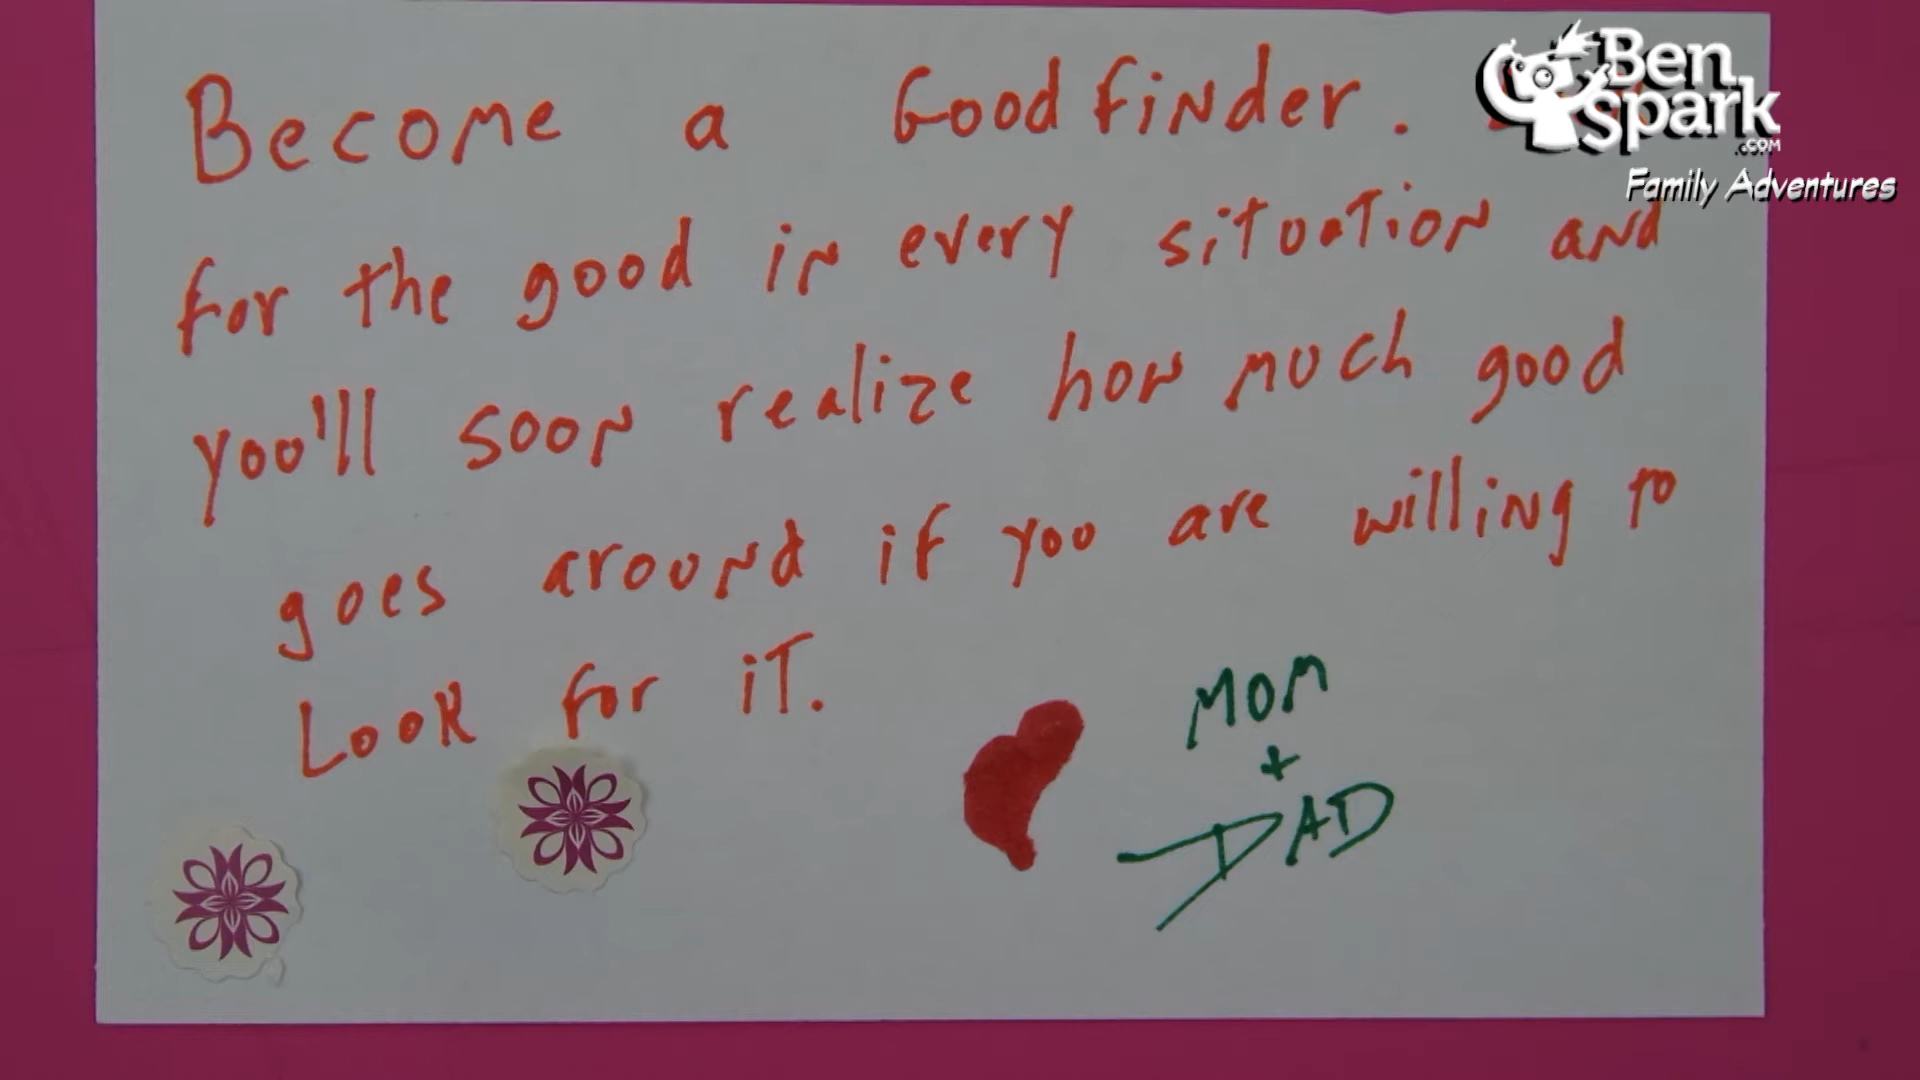 Become a Goodfinder.
for the good in every situation and
you'll soon realize how much good
goes around if you are willing to
Look for iT.
MOM
+
DAD
Ben
Spark
.COM
Family Adventures